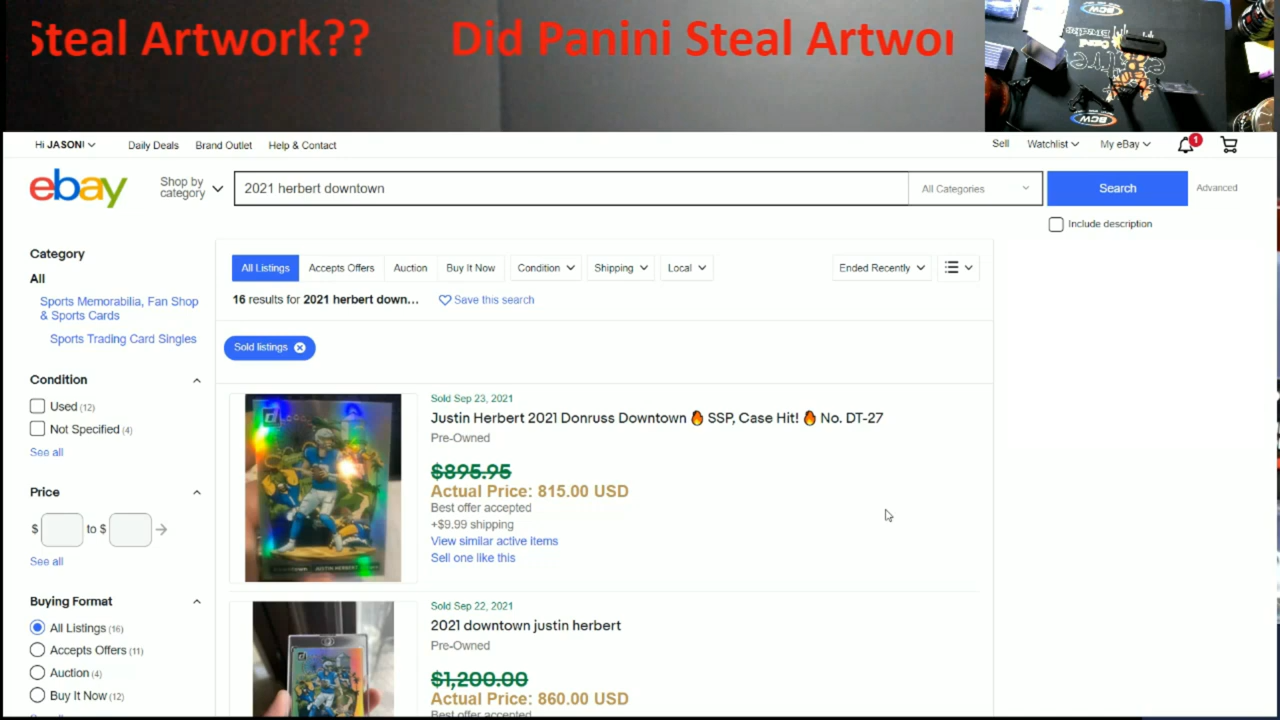 Steal Artwork?? Did Panini Steal Artwor
BCW
BCW
Hi JASON!
Daily Deals
Brand Outlet
Help & Contact
Sell
Watchlist
My eBay
1
ebay
Shop by category
2021 herbert downtown
All Categories
Search
Advanced
Include description
Category
All
Sports Memorabilia, Fan Shop
& Sports Cards
Sports Trading Card Singles
Condition
Used (12)
Not Specified (4)
See all
Price
$ to $
See all
Buying Format
All Listings (16)
Accepts Offers (11)
Auction (4)
Buy It Now (12)
All Listings
Accepts Offers
Auction
Buy It Now
Condition
Shipping
Local
Ended Recently
16 results for 2021 herbert down...
Save this search
Sold listings
Sold Sep 23, 2021
Justin Herbert 2021 Donruss Downtown 🔥 SSP, Case Hit! 🔥 No. DT-27
Pre-Owned
$895.95
Actual Price: 815.00 USD
Best offer accepted
+$9.99 shipping
View similar active items
Sell one like this
Sold Sep 22, 2021
2021 downtown justin herbert
Pre-Owned
$1,200.00
Actual Price: 860.00 USD
Best offer accepted